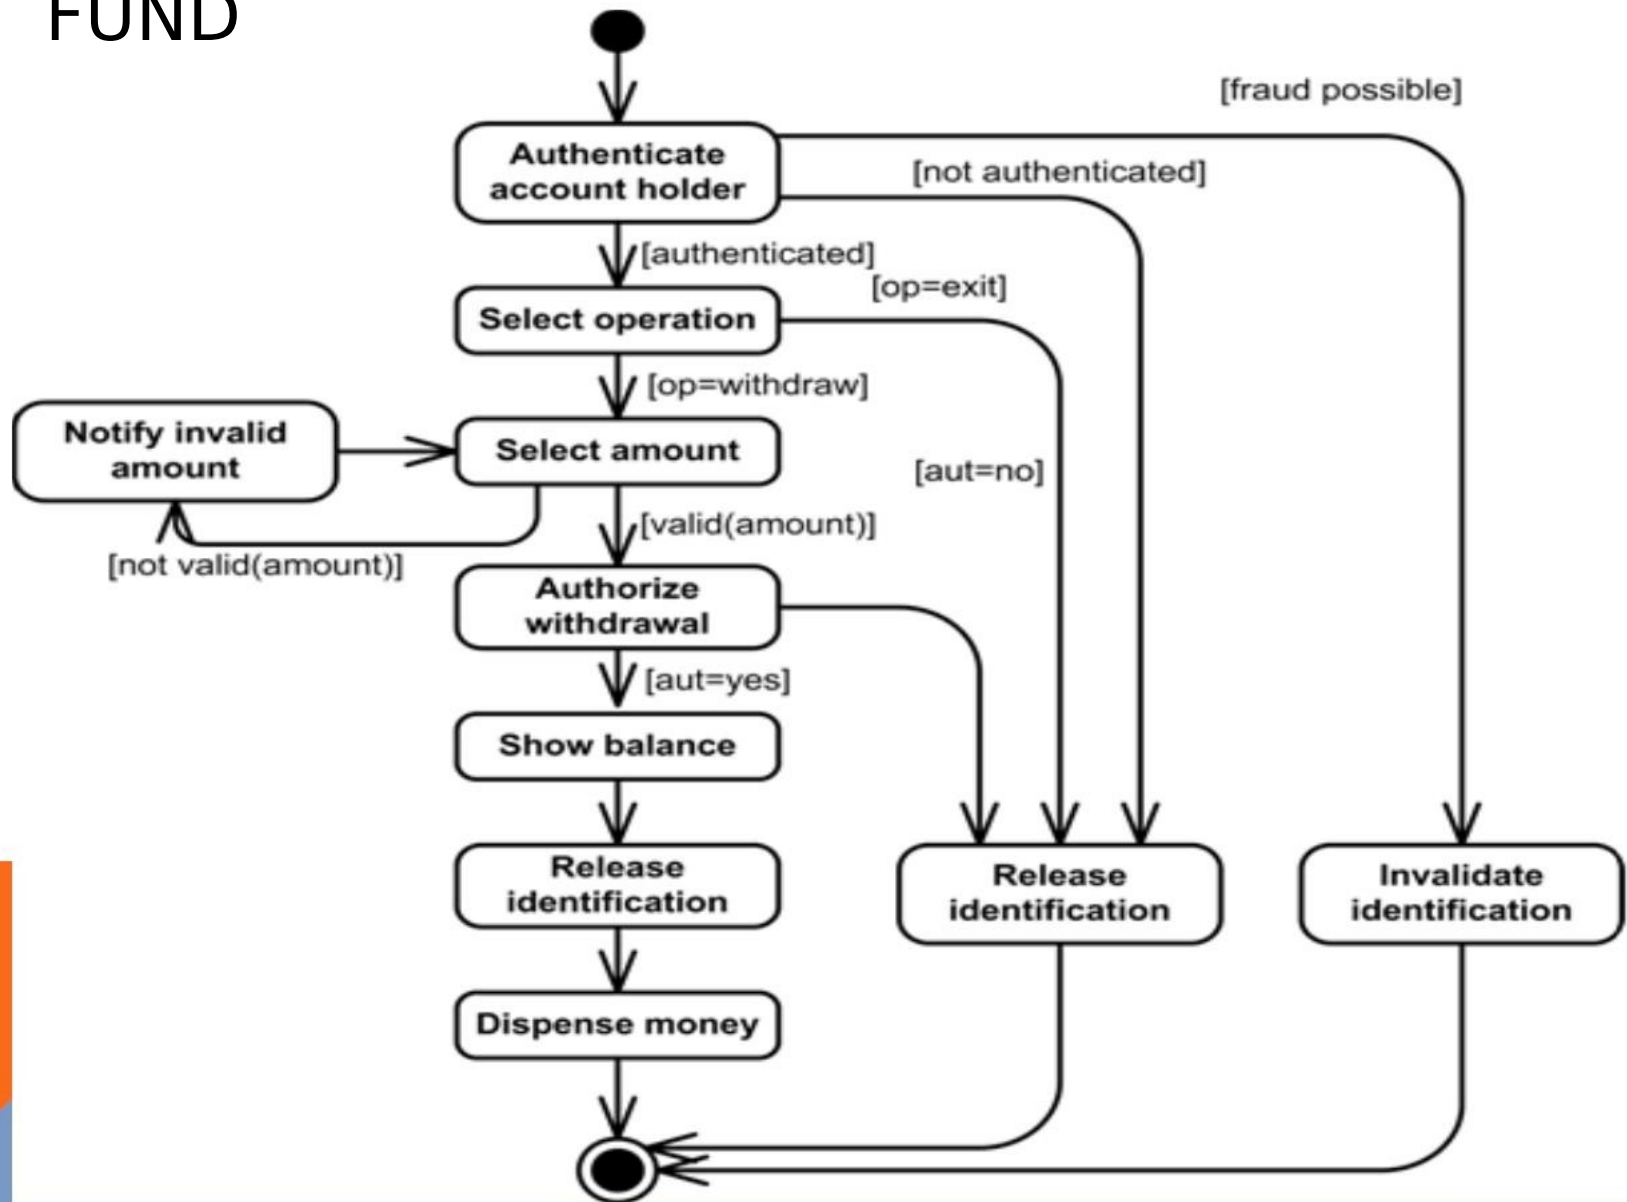 FUND
[fraud possible]
Authenticate
account holder
[not authenticated]
[authenticated]
[op=exit]
Select operation
[op=withdraw]
Notify invalid
amount
Select amount
[aut=no]
[valid(amount)]
[not valid(amount)]
Authorize
withdrawal
[aut=yes]
Show balance
Release
identification
Release
identification
Invalidate
identification
Dispense money